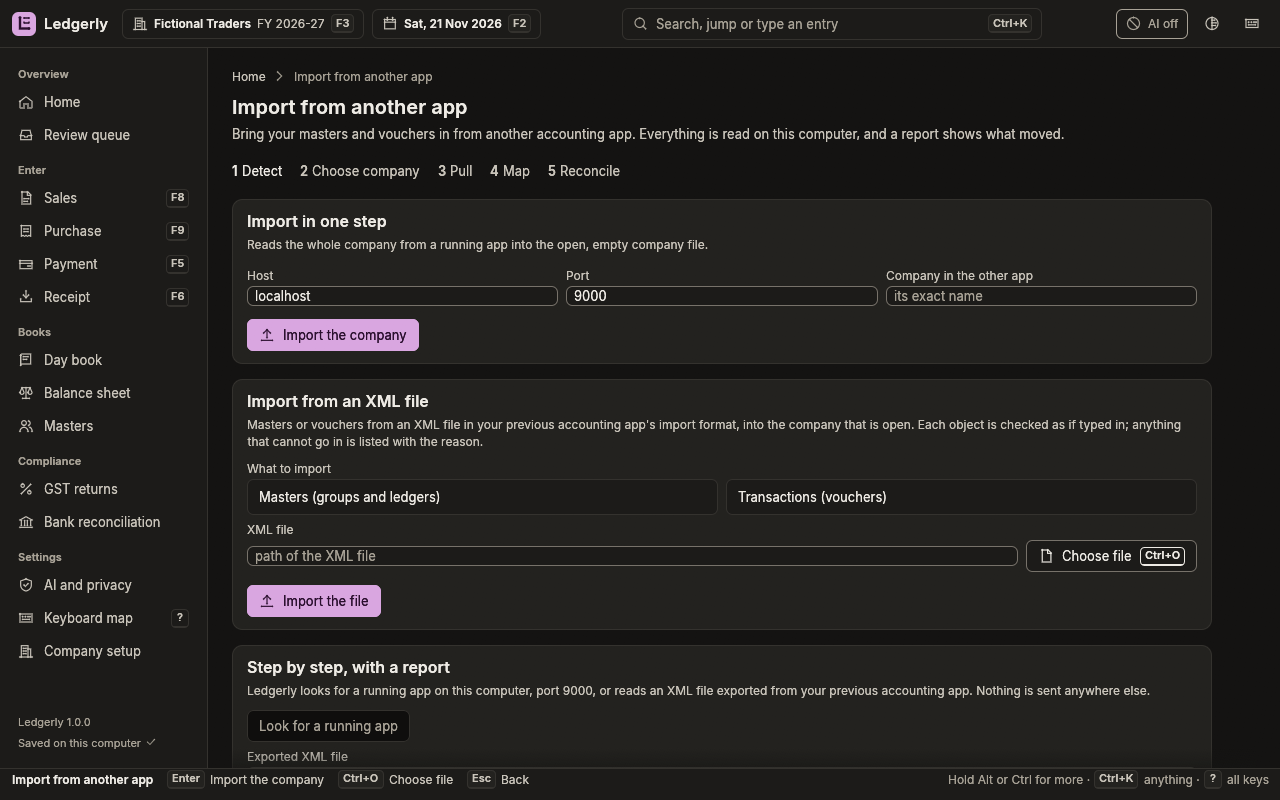 Ledgerly
Fictional Traders FY 2026-27 F3
Sat, 21 Nov 2026 F2
Search, jump or type an entry Ctrl+K
AI off
Overview
Home
Review queue
Enter
Sales F8
Purchase F9
Payment F5
Receipt F6
Books
Day book
Balance sheet
Masters
Compliance
GST returns
Bank reconciliation
Settings
AI and privacy
Keyboard map ?
Company setup
Ledgerly 1.0.0
Saved on this computer
Home > Import from another app
Import from another app
Bring your masters and vouchers in from another accounting app. Everything is read on this computer, and a report shows what moved.
1 Detect 2 Choose company 3 Pull 4 Map 5 Reconcile
Import in one step
Reads the whole company from a running app into the open, empty company file.
Host Port Company in the other app
localhost 9000 its exact name
Import the company
Import from an XML file
Masters or vouchers from an XML file in your previous accounting app's import format, into the company that is open. Each object is checked as if typed in; anything
that cannot go in is listed with the reason.
What to import
Masters (groups and ledgers) Transactions (vouchers)
XML file
path of the XML file Choose file Ctrl+O
Import the file
Step by step, with a report
Ledgerly looks for a running app on this computer, port 9000, or reads an XML file exported from your previous accounting app. Nothing is sent anywhere else.
Look for a running app
Exported XML file
Import from another app Enter Import the company Ctrl+O Choose file Esc Back Hold Alt or Ctrl for more · Ctrl+K anything · ? all keys